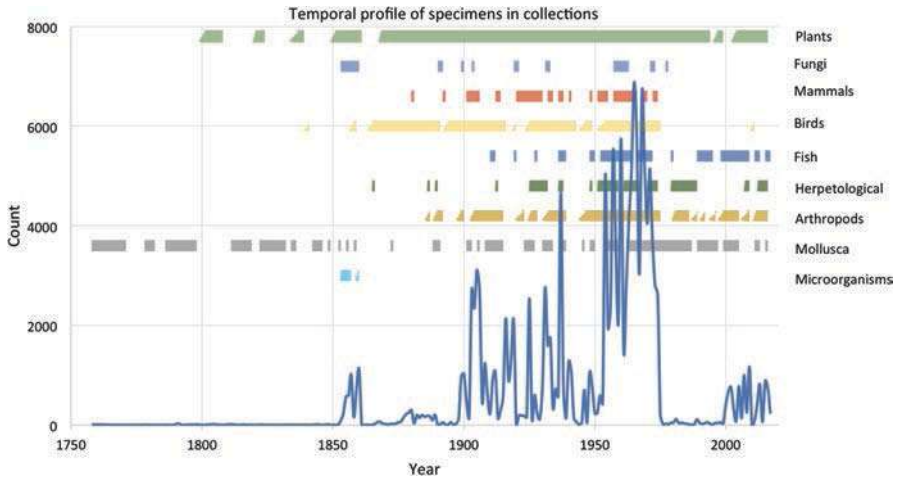 Temporal profile of specimens in collections
8000
Plants
Fungi
Mammals
6000
Birds
Fish
Herpetological
Arthropods
4000
Mollusca
Microorganisms
2000
0
Count
1750 1800 1850 1900 1950 2000
Year